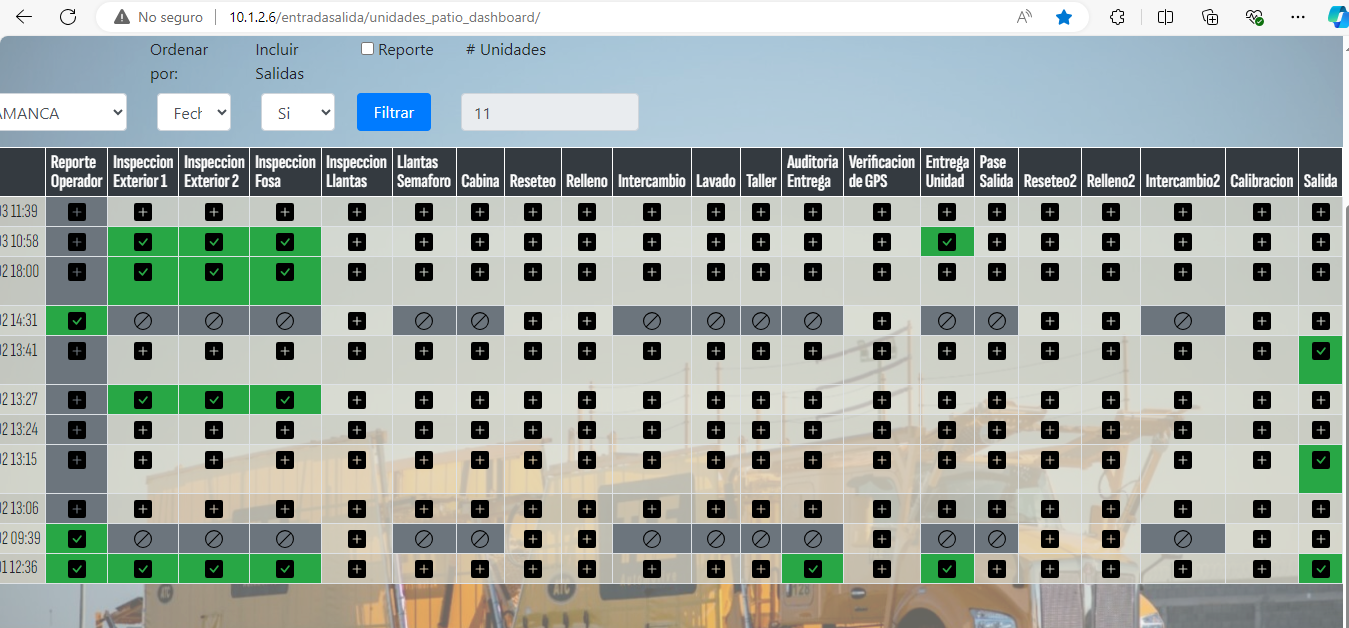 No seguro
10.1.2.6/entradasalida/unidades_patio_dashboard/
Ordenar
por:
Incluir
Salidas
Reporte
# Unidades
AMANCA
Fech
Si
Filtrar
11
Reporte
Operador
Inspeccion
Exterior 1
Inspeccion
Exterior 2
Inspeccion
Fosa
Inspeccion
Llantas
Llantas
Semaforo
Cabina
Reseteo
Relleno
Intercambio
Lavado
Taller
Auditoria
Entrega
Verificacion
de GPS
Entrega
Unidad
Pase
Salida
Reseteo2
Relleno2
Intercambio2
Calibracion
Salida
03 11:39
03 10:58
02 18:00
02 14:31
02 13:41
02 13:27
02 13:24
02 13:15
02 13:06
02 09:39
01 12:36
ATC
ATC
128